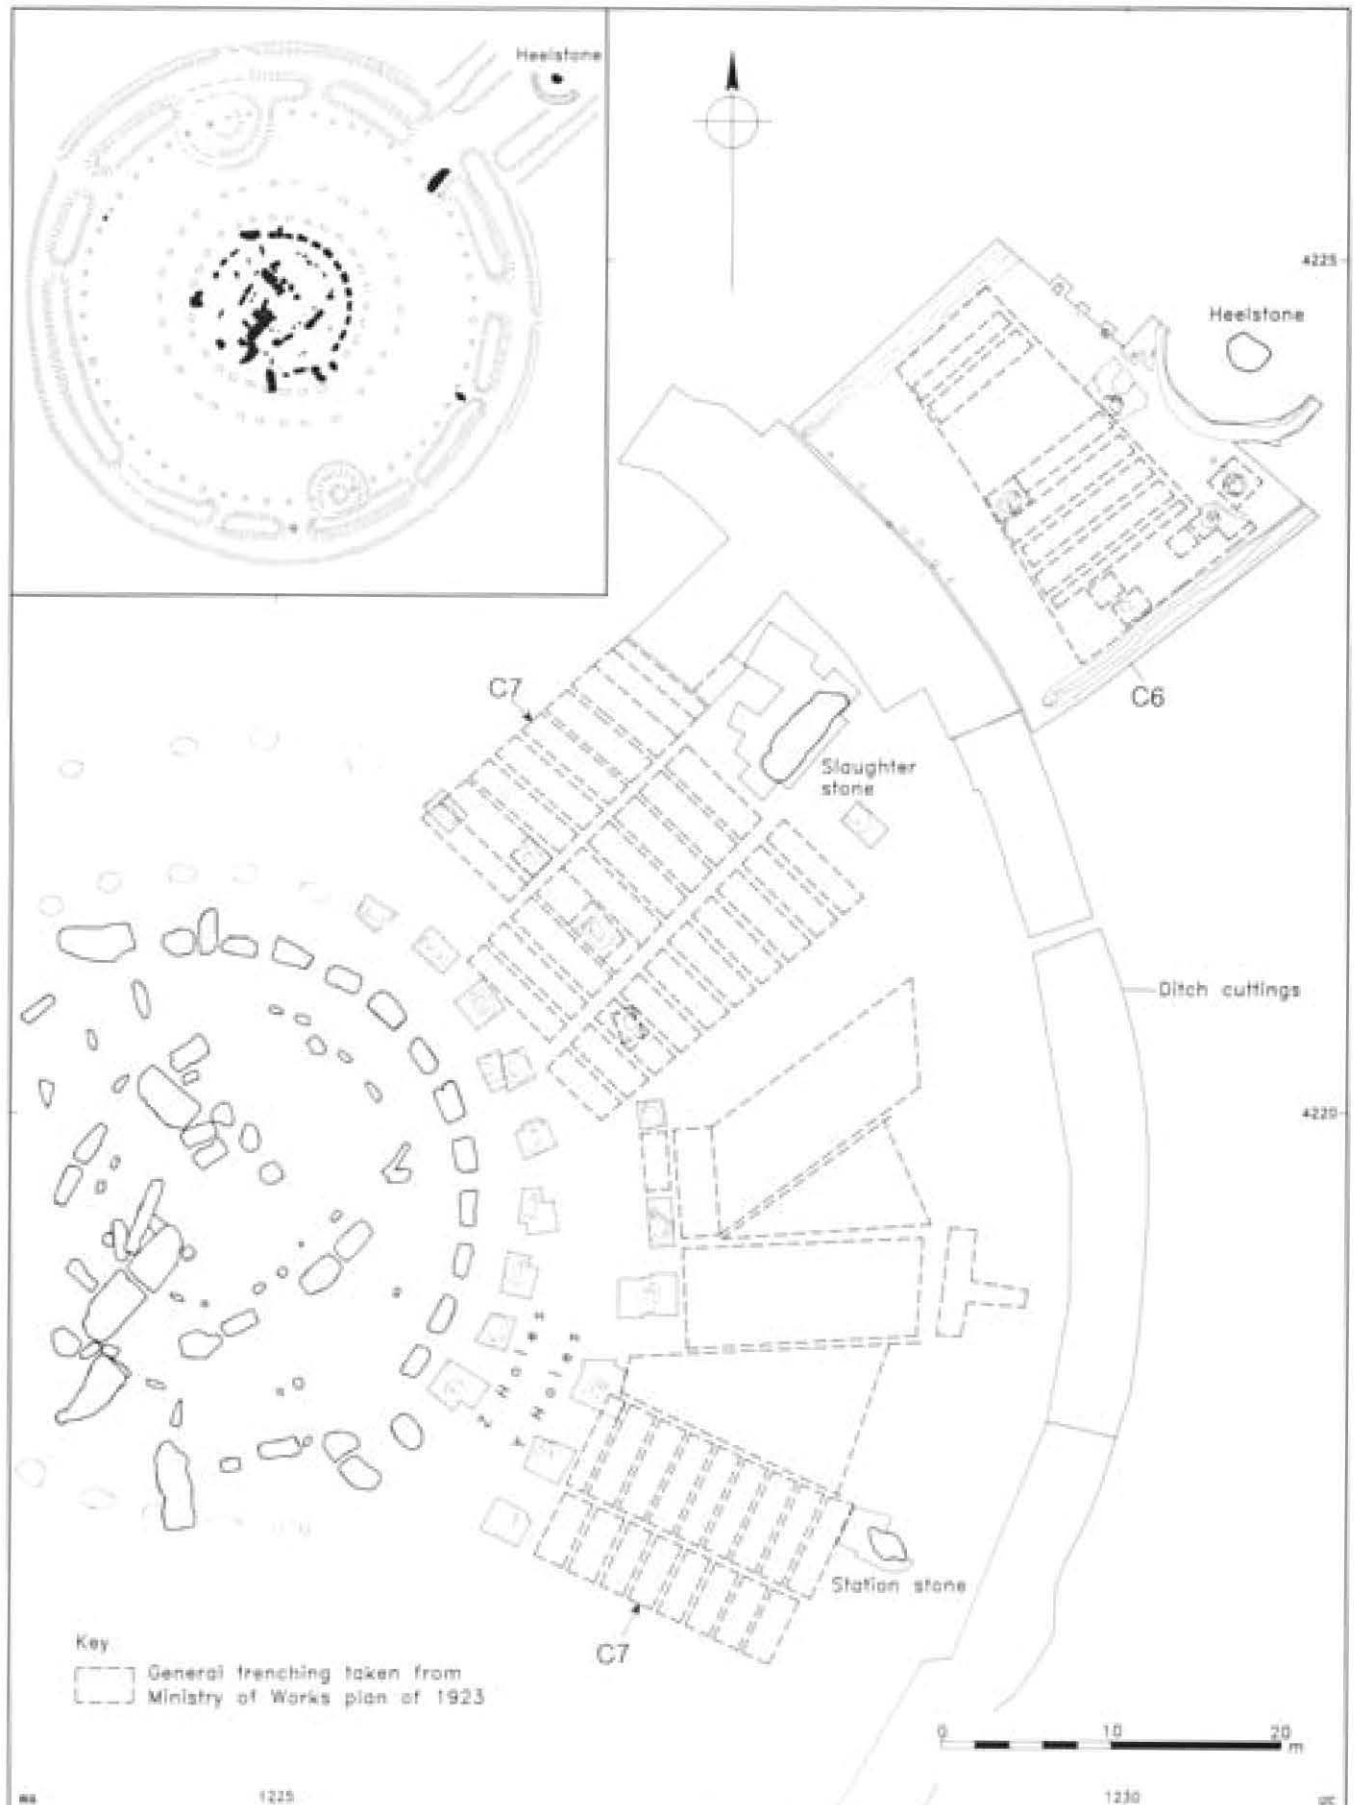 Heelstone
4225
Heelstone
C6
C7
Slaughter
stone
Ditch cuttings
4220
Z Holes
A Holes
Station stone
C7
Key
General trenching taken from
Ministry of Works plan of 1923
0 10 20
m
1225
1230